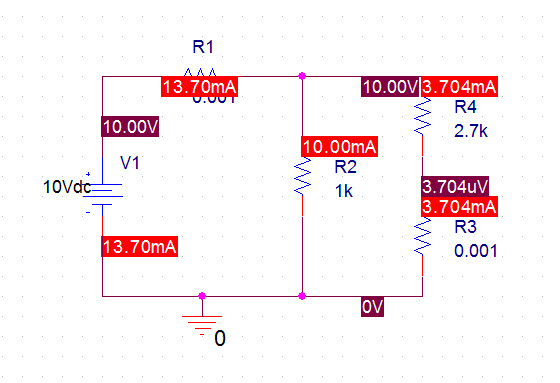 R1
13.70mA
0.001
10.00V
3.704mA
R4
2.7k
10.00V
10.00mA
V1
R2
10Vdc
1k
3.704uV
3.704mA
R3
0.001
13.70mA
0V
0